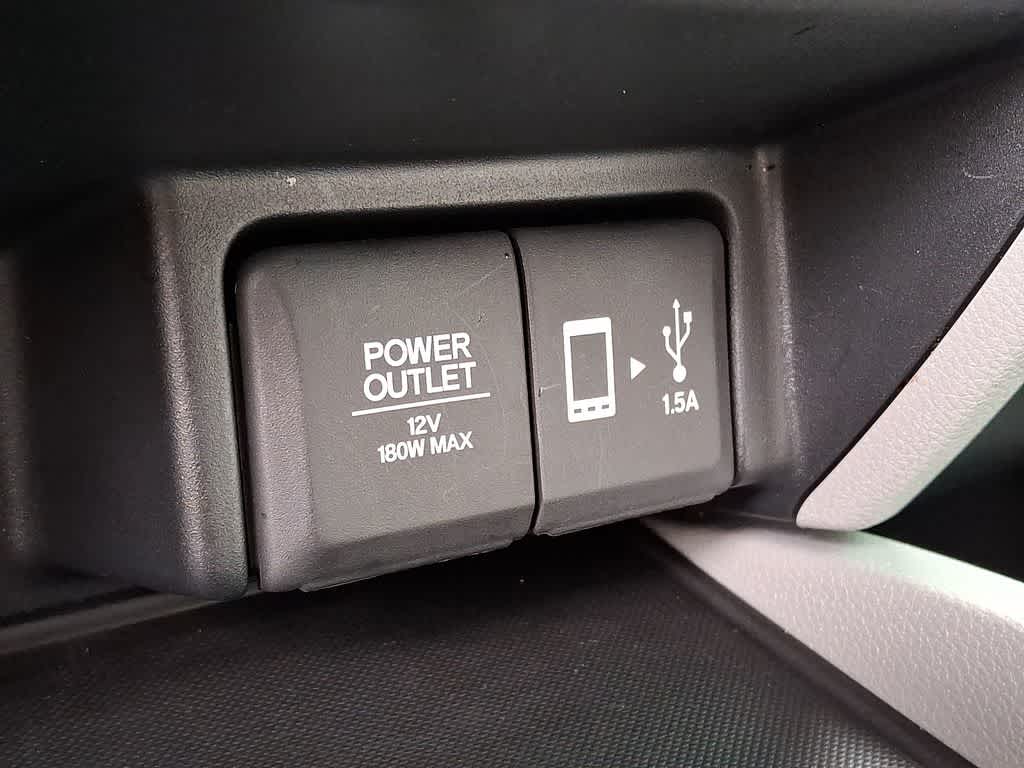 POWER
OUTLET
12V
180W MAX
1.5A